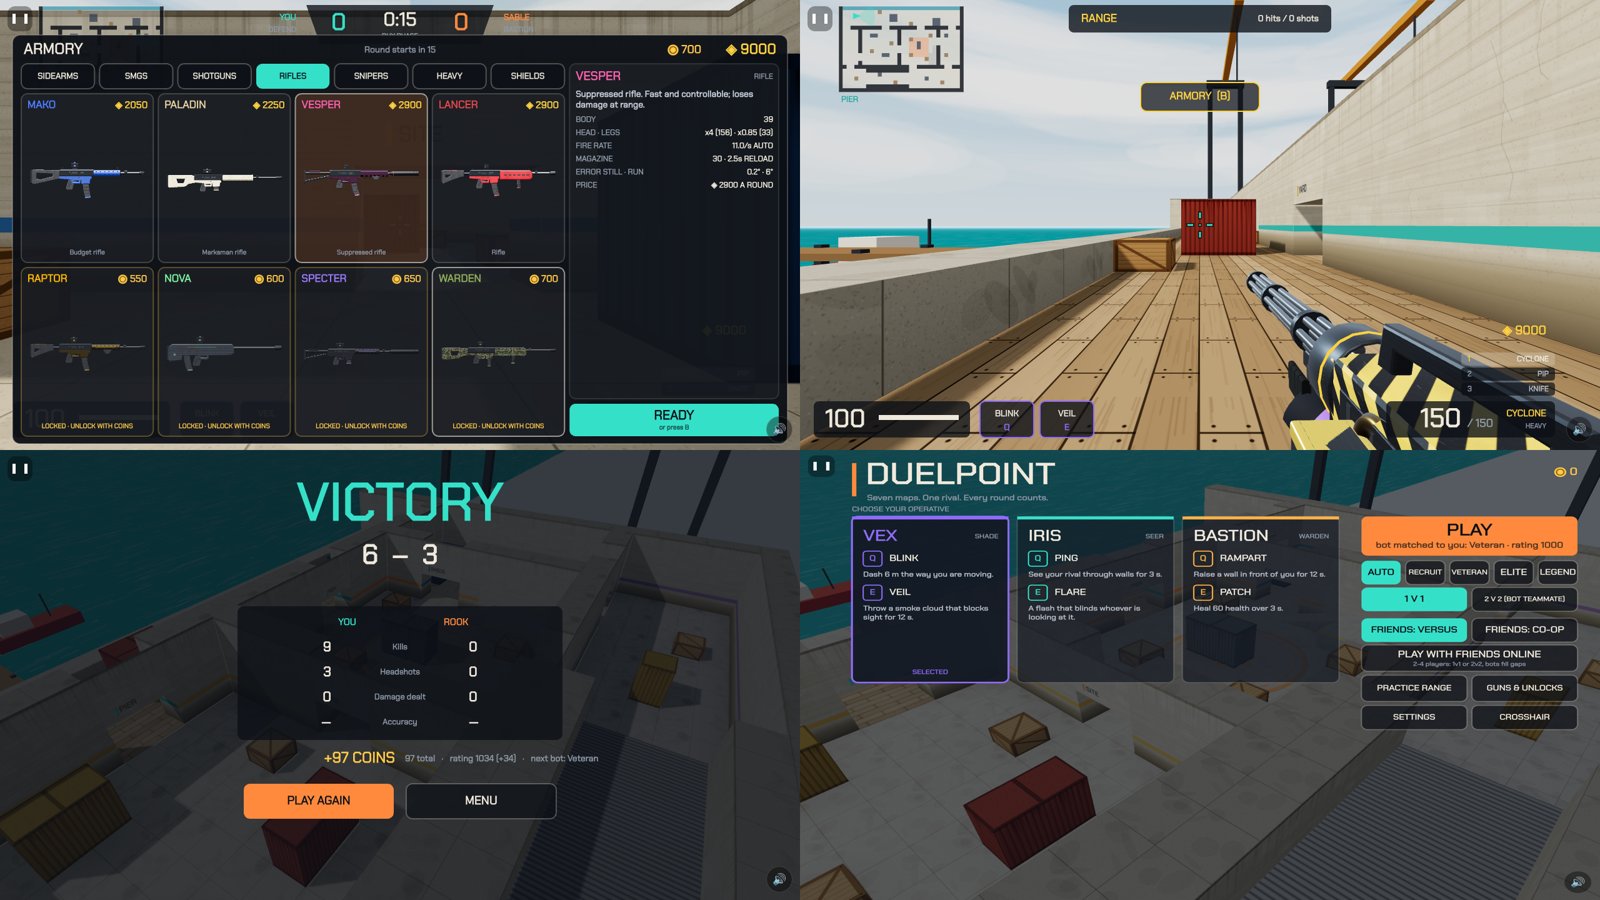 YOU
0
0:15
0
SABLE
DEFEND
BUY PHASE
BASTION
ARMORY
Round starts in 15
700
9000
SIDEARMS
SMGS
SHOTGUNS
RIFLES
SNIPERS
HEAVY
SHIELDS
MAKO
2050
Budget rifle
PALADIN
2250
Marksman rifle
VESPER
2900
Suppressed rifle
LANCER
2900
Rifle
RAPTOR
550
LOCKED · UNLOCK WITH COINS
NOVA
600
LOCKED · UNLOCK WITH COINS
SPECTER
650
LOCKED · UNLOCK WITH COINS
WARDEN
700
LOCKED · UNLOCK WITH COINS
VESPER
RIFLE
Suppressed rifle. Fast and controllable; loses
damage at range.
BODY 39
HEAD · LEGS x4 (156) · x0.85 (33)
FIRE RATE 11.0/s AUTO
MAGAZINE 30 · 2.5s RELOAD
ERROR STILL · RUN 0.2° · 6°
PRICE 2900 A ROUND
9000
READY
or press B
100
BLINK
VEIL
PIER
RANGE
0 hits / 0 shots
ARMORY (B)
9000
1 CYCLONE
2 PIP
3 KNIFE
100
BLINK
Q
VEIL
E
150 / 150
CYCLONE
HEAVY
VICTORY
6 – 3
YOU
ROOK
9 Kills 0
3 Headshots 0
0 Damage dealt 0
– Accuracy –
+97 COINS
97 total · rating 1034 (+34) · next bot: Veteran
PLAY AGAIN
MENU
PIER
DUELPOINT
Seven maps. One rival. Every round counts.
CHOOSE YOUR OPERATIVE
0
VEX
SHADE
Q BLINK
Dash 6 m the way you are moving.
E VEIL
Throw a smoke cloud that blocks
sight for 12 s.
SELECTED
IRIS
SEER
Q PING
See your rival through walls for 3 s.
E FLARE
A flash that blinds whoever is
looking at it.
BASTION
WARDEN
Q RAMPART
Raise a wall in front of you for 12 s.
E PATCH
Heal 60 health over 3 s.
PLAY
bot matched to you: Veteran · rating 1000
AUTO
RECRUIT
VETERAN
ELITE
LEGEND
1 V 1
2 V 2 (BOT TEAMMATE)
FRIENDS: VERSUS
FRIENDS: CO-OP
PLAY WITH FRIENDS ONLINE
2-4 players: 1v1 or 2v2, bots fill gaps
PRACTICE RANGE
GUNS & UNLOCKS
SETTINGS
CROSSHAIR
SITE